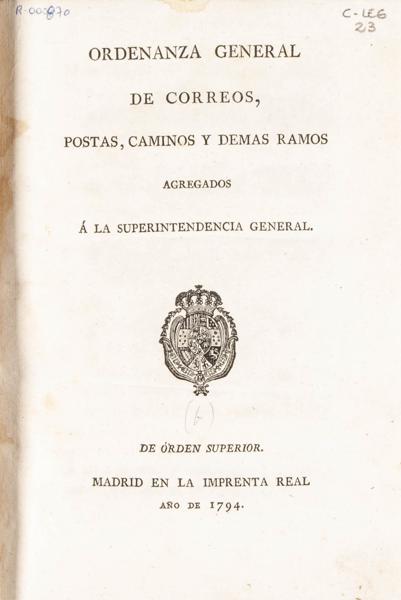 C-LEG
23
ORDENANZA GENERAL
DE CORREOS,
POSTAS, CAMINOS Y DEMAS RAMOS
AGREGADOS
Á LA SUPERINTENDENCIA GENERAL.
DE ÓRDEN SUPERIOR.
MADRID EN LA IMPRENTA REAL
AÑO DE 1794.